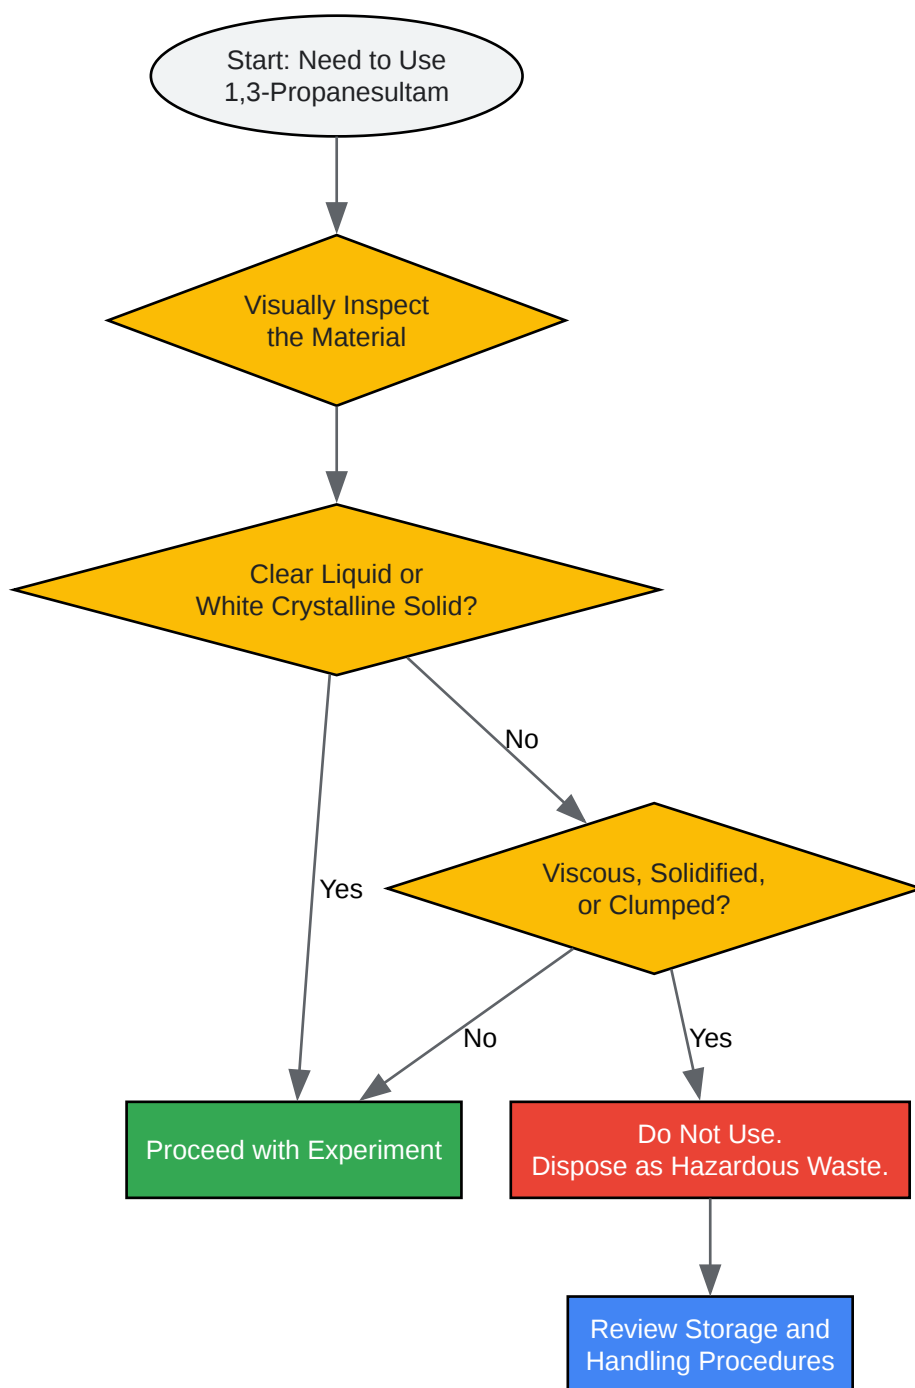 Start: Need to Use
1,3-Propanesultam
Visually Inspect
the Material
Clear Liquid or
White Crystalline Solid?
No
Yes
Viscous, Solidified,
or Clumped?
No
Yes
Proceed with Experiment
Do Not Use.
Dispose as Hazardous Waste.
Review Storage and
Handling Procedures